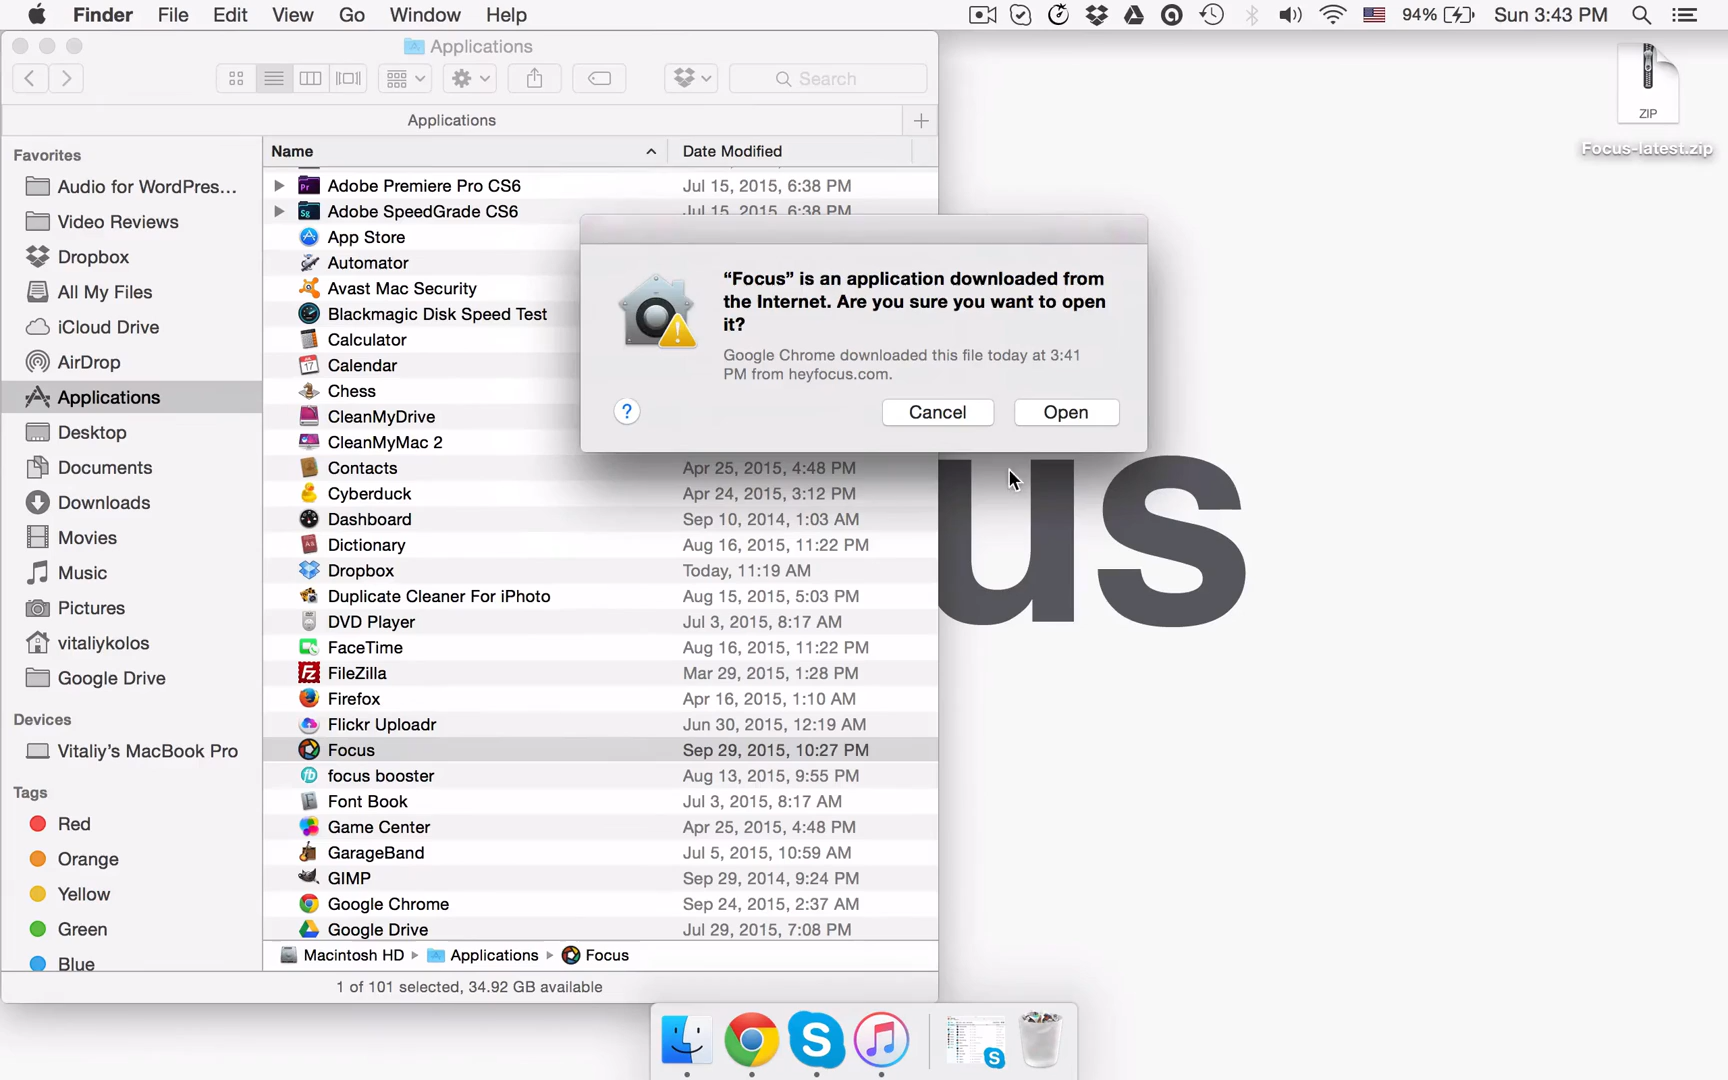 Finder File Edit View Go Window Help 94% Sun 3:43 PM
Applications
Search
Applications
Name Date Modified
Favorites
Audio for WordPres...
Video Reviews
Dropbox
All My Files
iCloud Drive
AirDrop
Applications
Desktop
Documents
Downloads
Movies
Music
Pictures
vitaliykolos
Google Drive
Devices
Vitaliy's MacBook Pro
Tags
Red
Orange
Yellow
Green
Blue
Adobe Premiere Pro CS6 Jul 15, 2015, 6:38 PM
Adobe SpeedGrade CS6 Jul 15, 2015, 6:38 PM
App Store
Automator
Avast Mac Security
Blackmagic Disk Speed Test
Calculator
Calendar
Chess
CleanMyDrive
CleanMyMac 2
Contacts Apr 25, 2015, 4:48 PM
Cyberduck Apr 24, 2015, 3:12 PM
Dashboard Sep 10, 2014, 1:03 AM
Dictionary Aug 16, 2015, 11:22 PM
Dropbox Today, 11:19 AM
Duplicate Cleaner For iPhoto Aug 15, 2015, 5:03 PM
DVD Player Jul 3, 2015, 8:17 AM
FaceTime Aug 16, 2015, 11:22 PM
FileZilla Mar 29, 2015, 1:28 PM
Firefox Apr 16, 2015, 1:10 AM
Flickr Uploadr Jun 30, 2015, 12:19 AM
Focus Sep 29, 2015, 10:27 PM
focus booster Aug 13, 2015, 9:55 PM
Font Book Jul 3, 2015, 8:17 AM
Game Center Apr 25, 2015, 4:48 PM
GarageBand Jul 5, 2015, 10:59 AM
GIMP Sep 29, 2014, 9:24 PM
Google Chrome Sep 24, 2015, 2:37 AM
Google Drive Jul 29, 2015, 7:08 PM
Macintosh HD Applications Focus
1 of 101 selected, 34.92 GB available
“Focus” is an application downloaded from
the Internet. Are you sure you want to open
it?
Google Chrome downloaded this file today at 3:41
PM from heyfocus.com.
? Cancel Open
us
ZIP
Focus-latest.zip